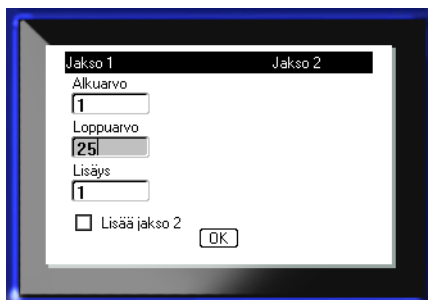 Jakso 1 Jakso 2
Alkuarvo
1
Loppuarvo
25
Lisäys
1
Lisää jakso 2
OK